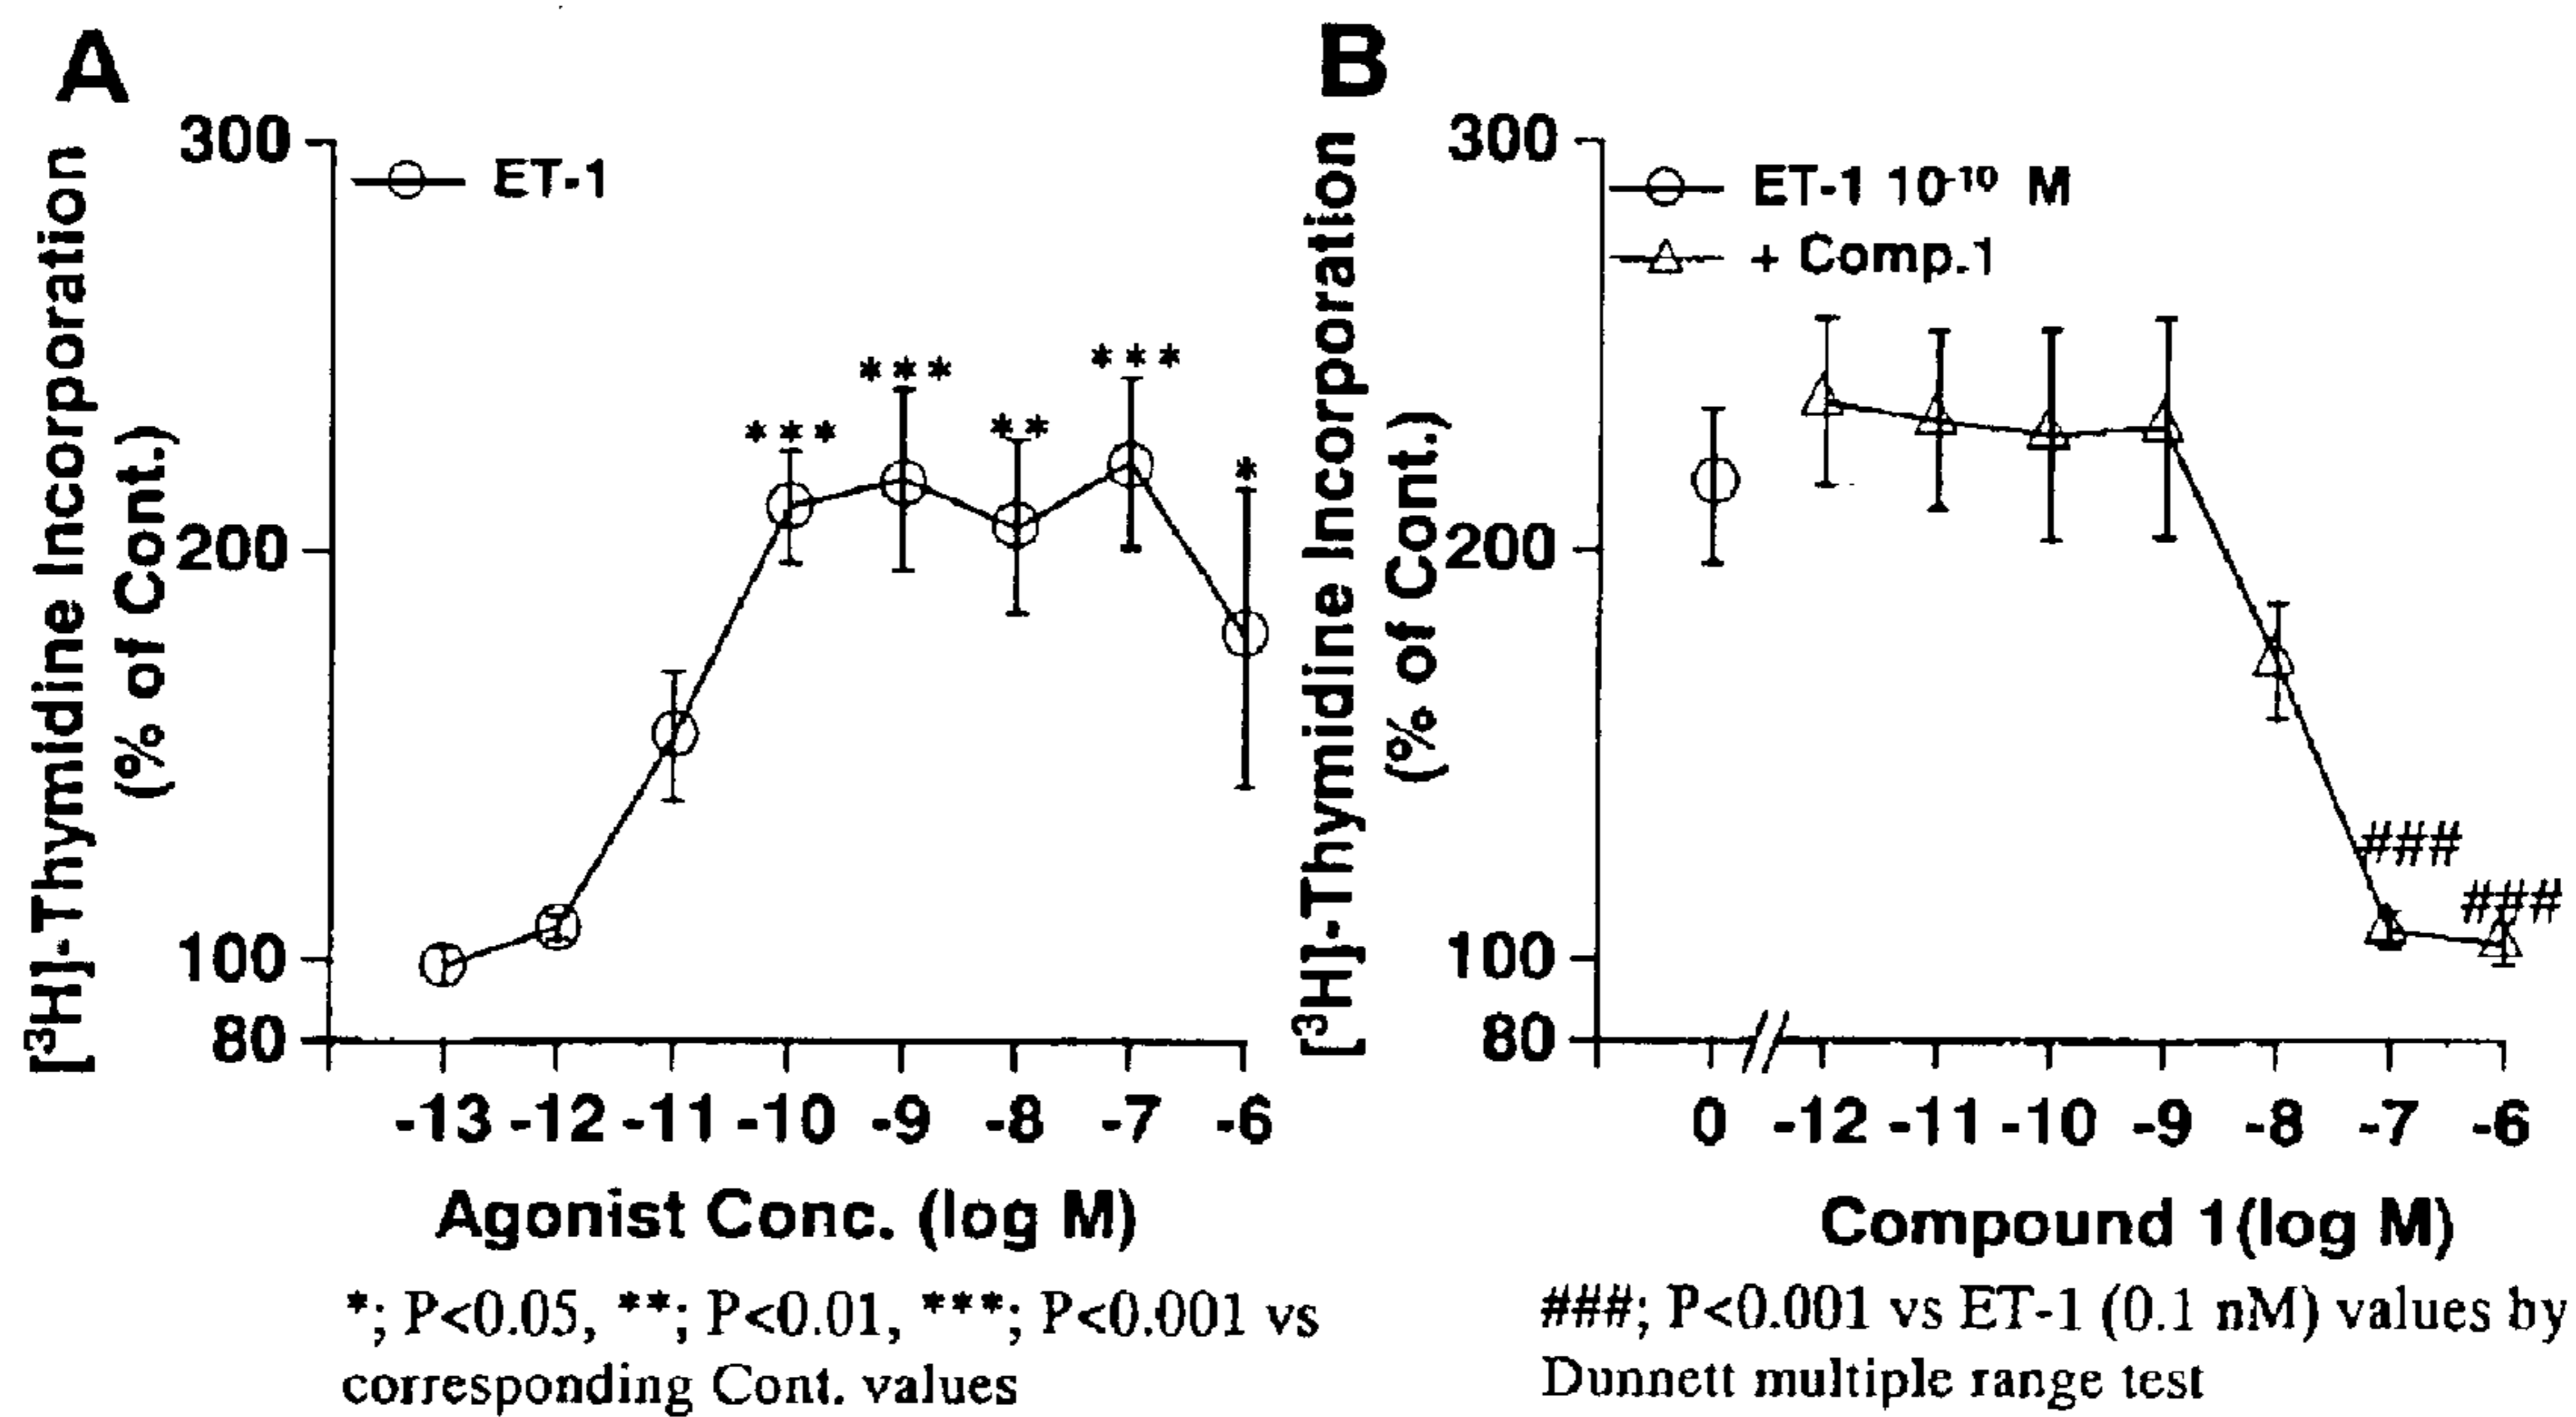 A
[³H]-Thymidine Incorporation
(% of Cont.)
300
200
100
80
ET-1
***
***
**
***
*
-13 -12 -11 -10 -9 -8 -7 -6
Agonist Conc. (log M)
*; P<0.05, **; P<0.01, ***; P<0.001 vs
corresponding Cont. values
B
[³H]-Thymidine Incorporation
(% of Cont.)
300
200
100
80
ET-1 10⁻¹⁰ M
+ Comp.1
###
###
0 -12 -11 -10 -9 -8 -7 -6
Compound 1(log M)
###; P<0.001 vs ET-1 (0.1 nM) values by
Dunnett multiple range test